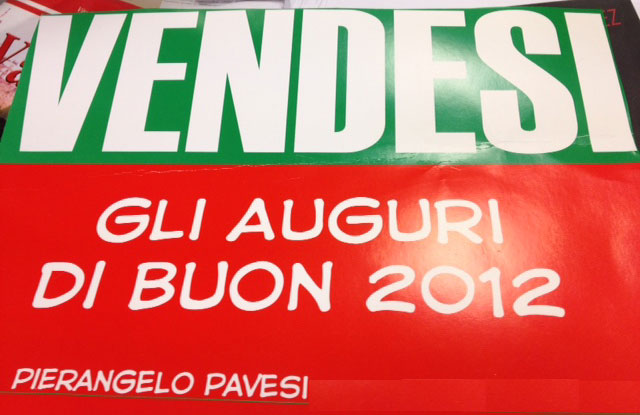 VENDESI
GLI AUGURI
DI BUON 2012
PIERANGELO PAVESI